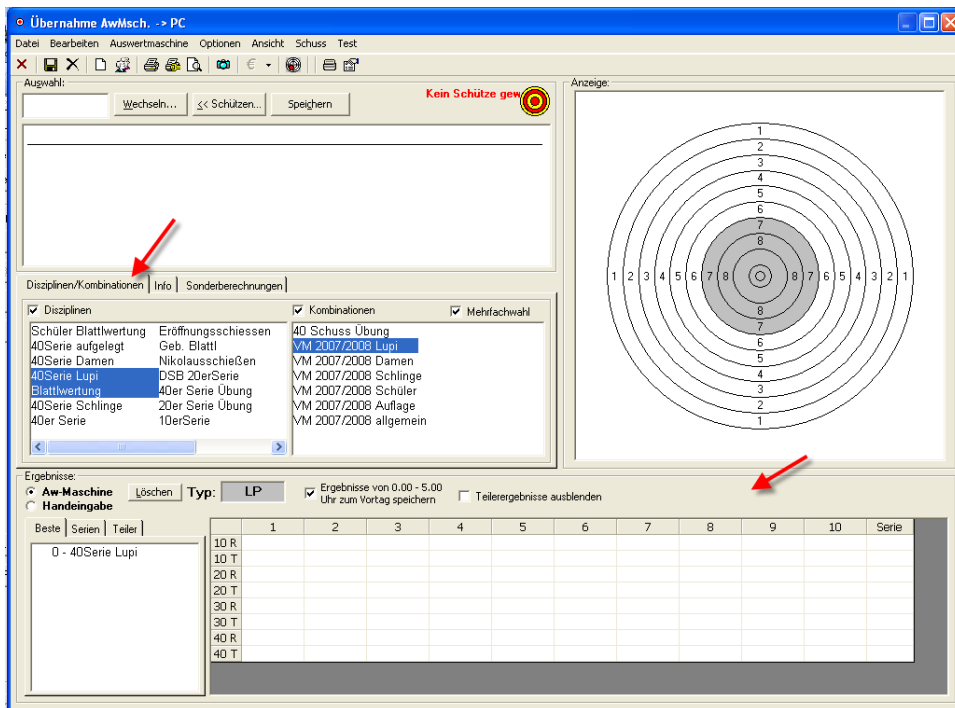 Übernahme AwMsch. -> PC
Datei Bearbeiten Auswertmaschine Optionen Ansicht Schuss Test
€
Auswahl:
Wechseln... << Schützen... Speichern
Kein Schütze gew
Anzeige:
1
2
3
4
5
6
7
8
1 2 3 4 5 6 7 8 8 7 6 5 4 3 2 1
8
7
6
5
4
3
2
1
Disziplinen/Kombinationen Info Sonderberechnungen
Disziplinen
Schüler Blattlwertung Eröffnungsschiessen
40Serie aufgelegt Geb. Blattl
40Serie Damen Nikolausschießen
40Serie Lupi DSB 20erSerie
Blattlwertung 40er Serie Übung
40Serie Schlinge 20er Serie Übung
40er Serie 10erSerie
Kombinationen Mehrfachwahl
40 Schuss Übung
VM 2007/2008 Lupi
VM 2007/2008 Damen
VM 2007/2008 Schlinge
VM 2007/2008 Schüler
VM 2007/2008 Auflage
VM 2007/2008 allgemein
Ergebnisse:
Aw-Maschine
Handeingabe
Löschen Typ: LP
Ergebnisse von 0.00 - 5.00
Uhr zum Vortag speichern
Teilerergebnisse ausblenden
Beste Serien Teiler
0 - 40Serie Lupi
1 2 3 4 5 6 7 8 9 10 Serie
10 R
10 T
20 R
20 T
30 R
30 T
40 R
40 T